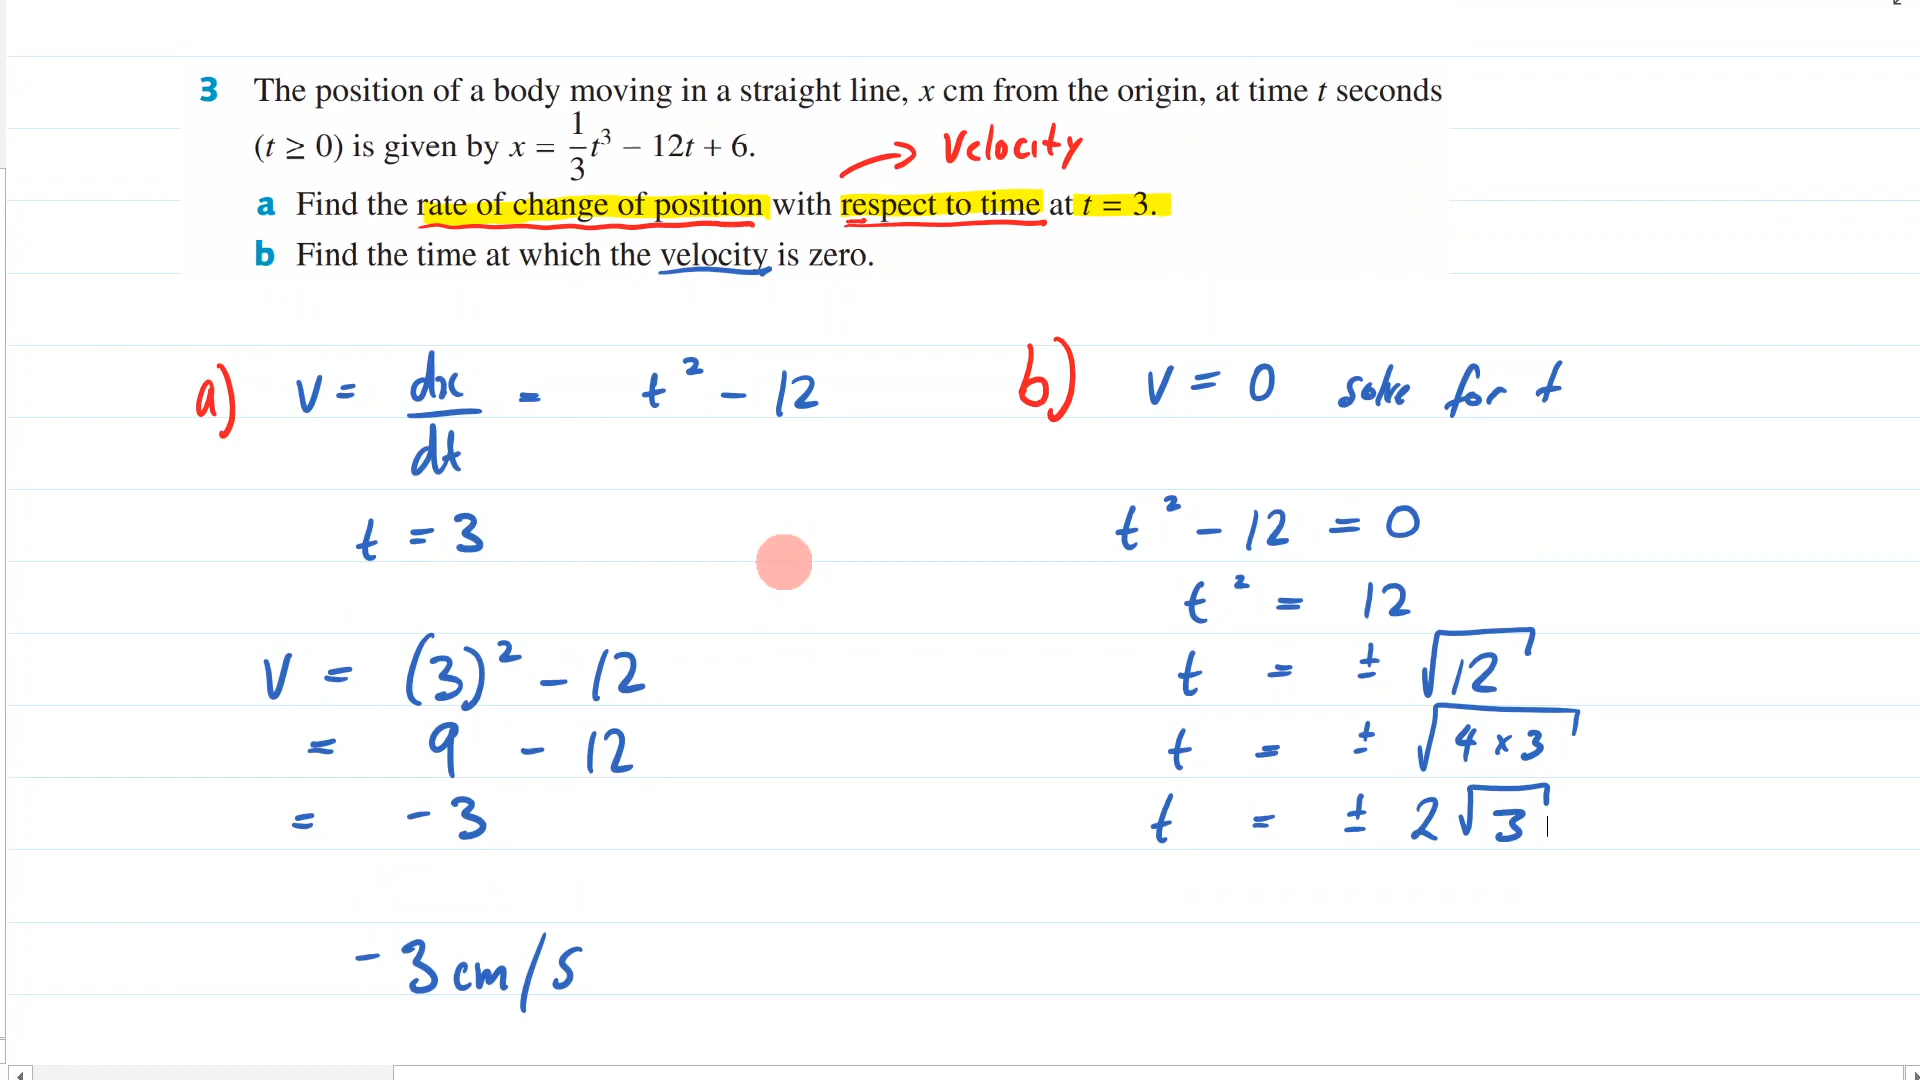 3 The position of a body moving in a straight line, x cm from the origin, at time t seconds
(t ≥ 0) is given by x = 1/3 t³ − 12t + 6.
→ Velocity
a Find the rate of change of position with respect to time at t = 3.
b Find the time at which the velocity is zero.
a) V = dx/dt = t² − 12
t = 3
V = (3)² − 12
= 9 − 12
= −3
−3 cm/s
b) V = 0 solve for t
t² − 12 = 0
t² = 12
t = ± √12
t = ± √4 × 3
t = ± 2√3